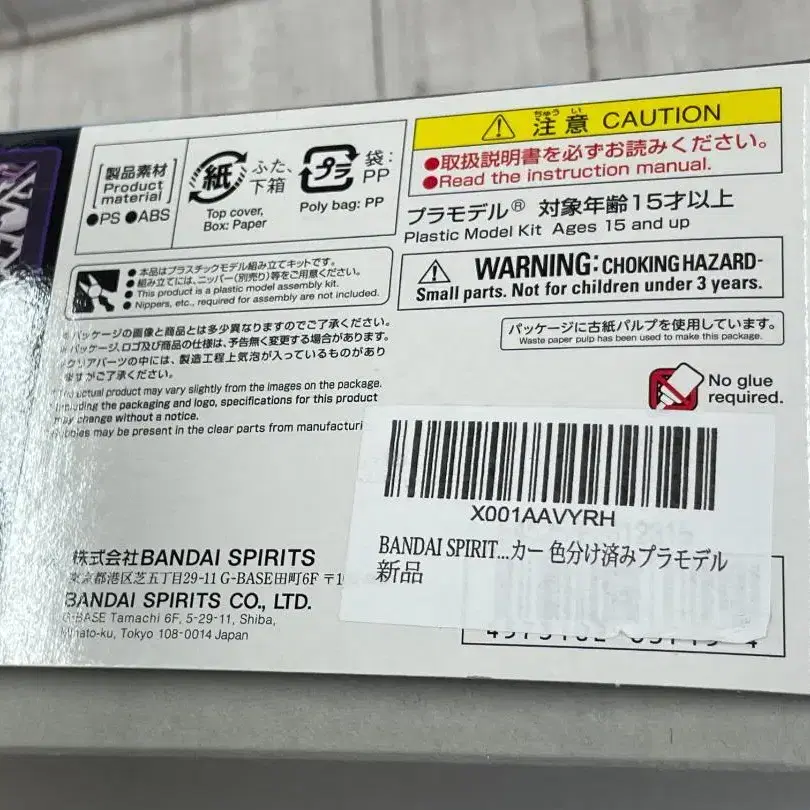 ちゅう い
注意 CAUTION
●取扱説明書を必ずお読みください。
●Read the instruction manual.
製品素材
Product
material
●PS ●ABS
紙
ふた、
下箱
Top cover,
Box: Paper
プラ
袋:
PP
Poly bag: PP
プラモデル® 対象年齢15才以上
Plastic Model Kit Ages 15 and up
WARNING: CHOKING HAZARD-
Small parts. Not for children under 3 years.
●本品はプラスチックモデル組み立てキットです。
●組み立てには、ニッパー(別売り)等をご用意ください。
●This product is a plastic model assembly kit.
●Nippers, etc., required for assembly are not included.
パッケージに古紙パルプを使用しています。
Waste paper pulp has been used to make this package.
No glue
required.
※パッケージの画像と商品とは多少異なりますのでご了承ください。
パッケージ、ロゴ及び商品の仕様は、予告無く変更する場合があります。
クリアパーツの中には、製造工程上気泡が入っているものがあり
ますがご了承ください。
actual product may vary slightly from the images on the package.
Including the packaging and logo, specifications for this product
may change without a notice.
Bubbles may be present in the clear parts from
X001AAVYRH
BANDAI SPIRIT...カー 色分け済みプラモデル
新品
株式会社BANDAI SPIRITS
東京都港区芝五丁目29-11 G-BASE田町6F 〒
BANDAI SPIRITS CO., LTD.
G-BASE Tamachi 6F, 5-29-11, Shiba,
Minato-ku, Tokyo 108-0014 Japan